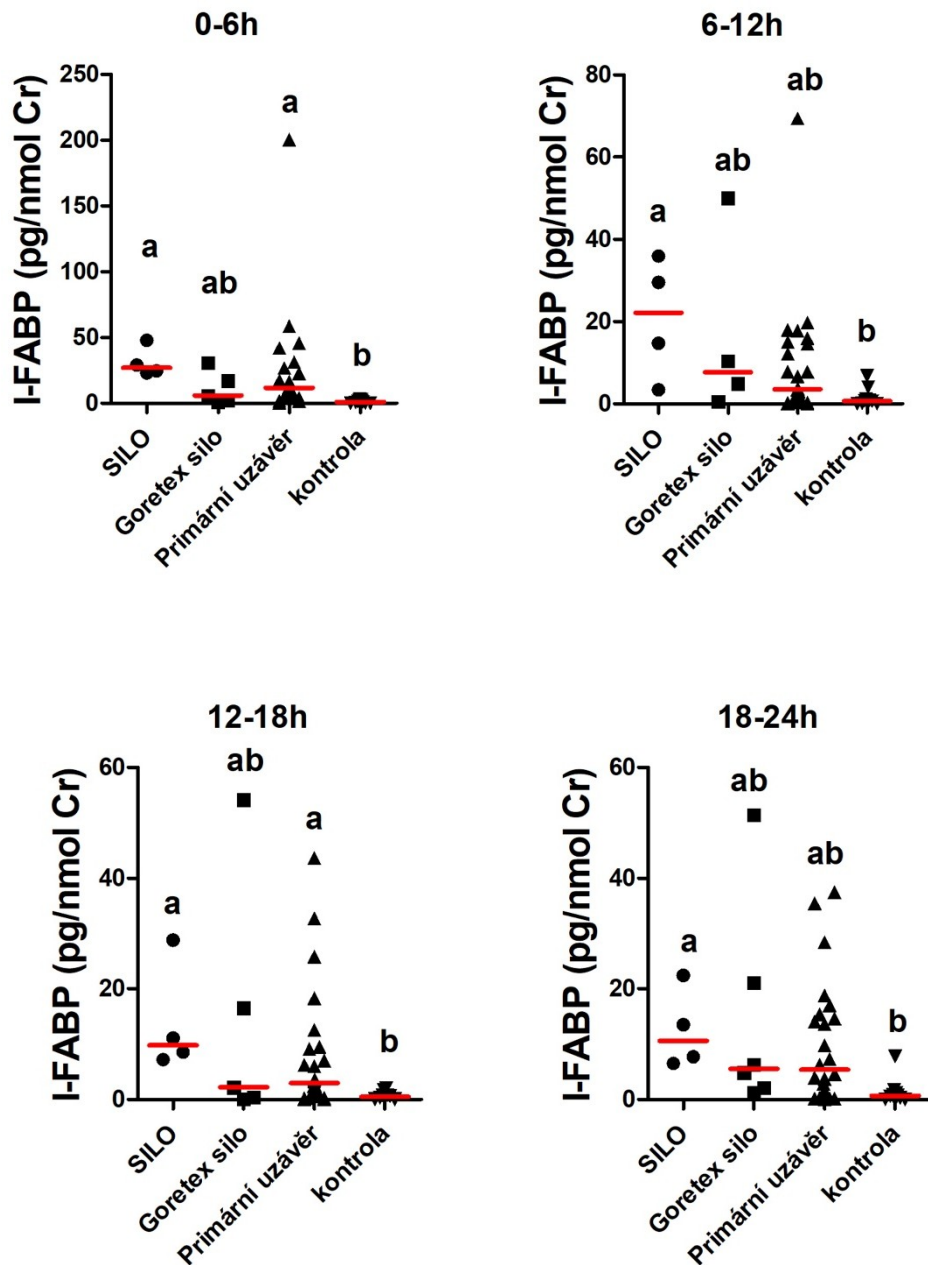 0-6h
I-FABP (pg/nmol Cr)
250
200
150
100
50
0
a
ab
a
b
SILO
Goretex silo
Primární uzávěr
kontrola
6-12h
I-FABP (pg/nmol Cr)
80
60
40
20
0
a
ab
ab
b
SILO
Goretex silo
Primární uzávěr
kontrola
12-18h
I-FABP (pg/nmol Cr)
60
40
20
0
a
ab
a
b
SILO
Goretex silo
Primární uzávěr
kontrola
18-24h
I-FABP (pg/nmol Cr)
60
40
20
0
a
ab
ab
b
SILO
Goretex silo
Primární uzávěr
kontrola